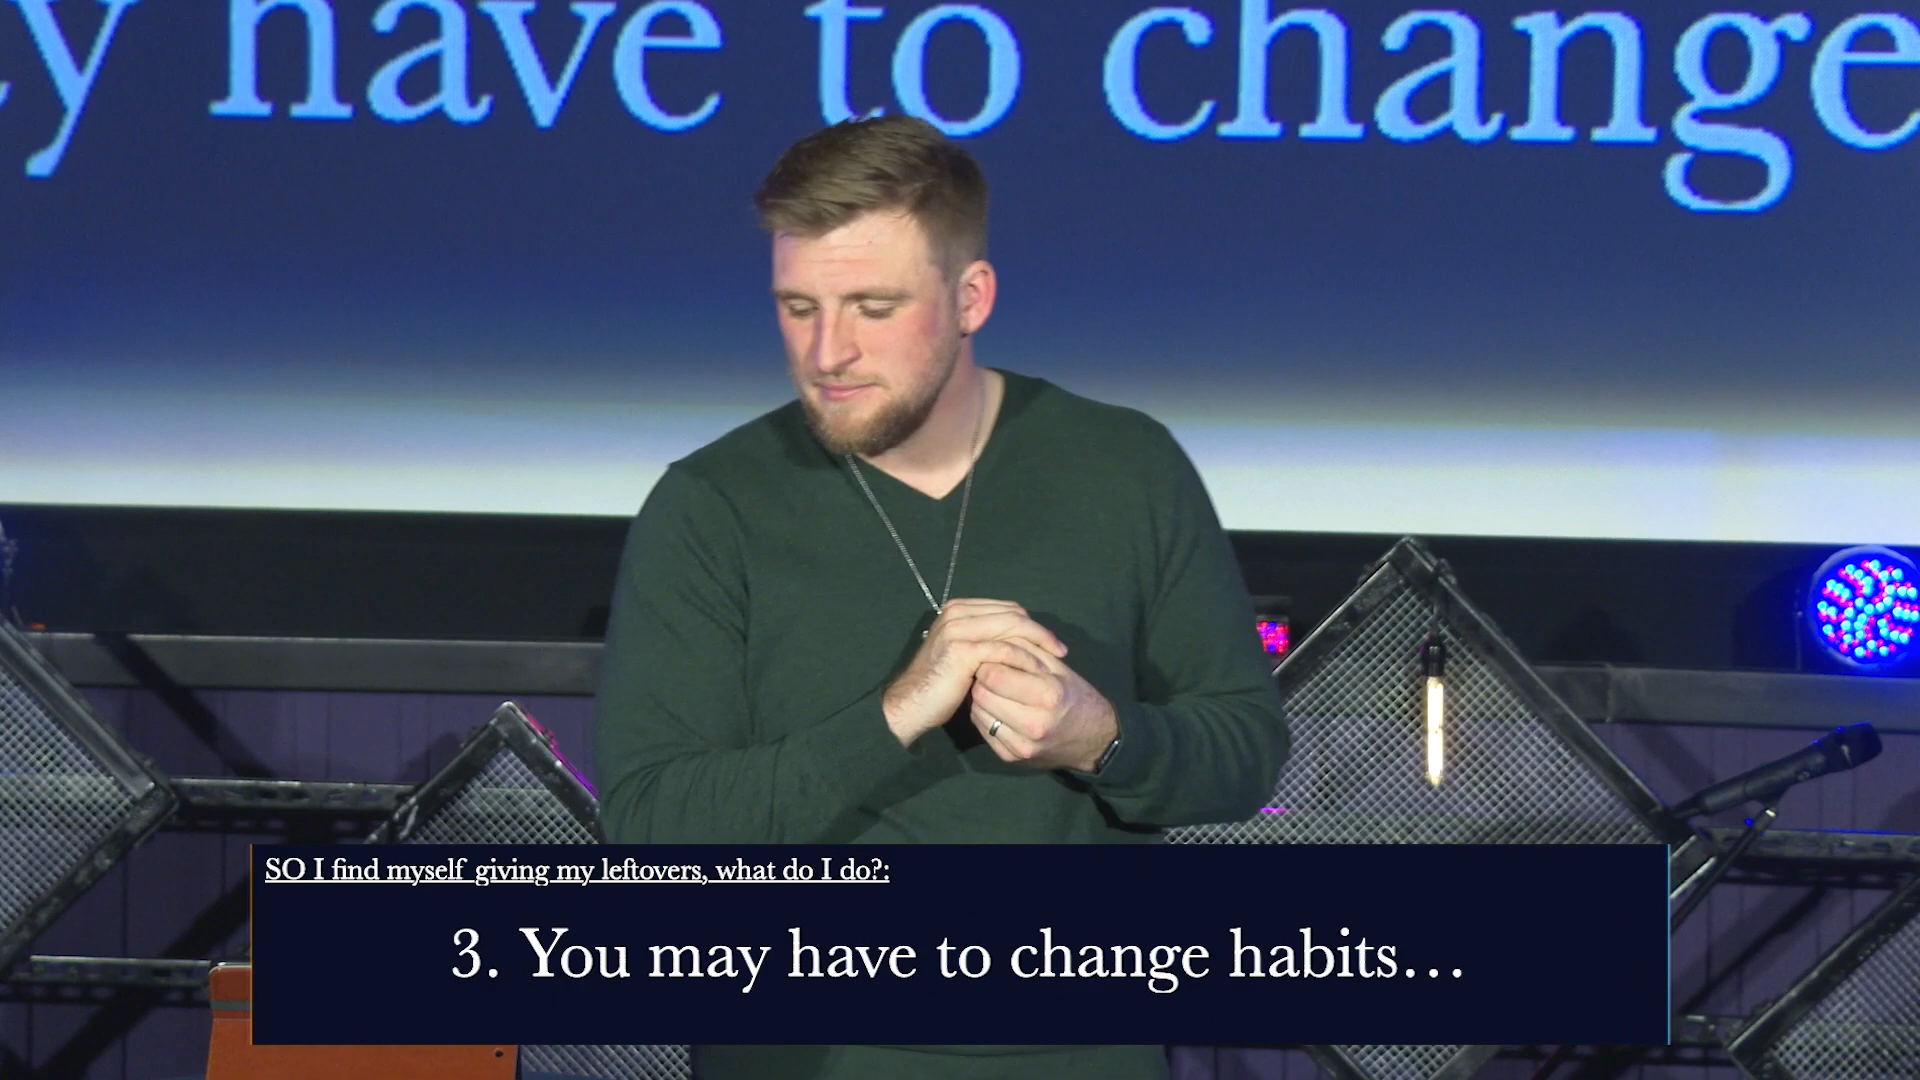 y have to change
SO I find myself giving my leftovers, what do I do?:
3. You may have to change habits…